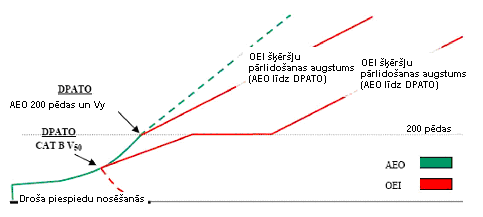 OEI šķēršļu
pārlidošanas augstums
(AEO līdz DPATO)
OEI šķēršļu
pārlidošanas augstums
(AEO līdz DPATO)
DPATO
AEO 200 pēdas un Vy
DPATO
CAT B V50
200 pēdas
AEO
OEI
Droša piespiedu nosēšanās